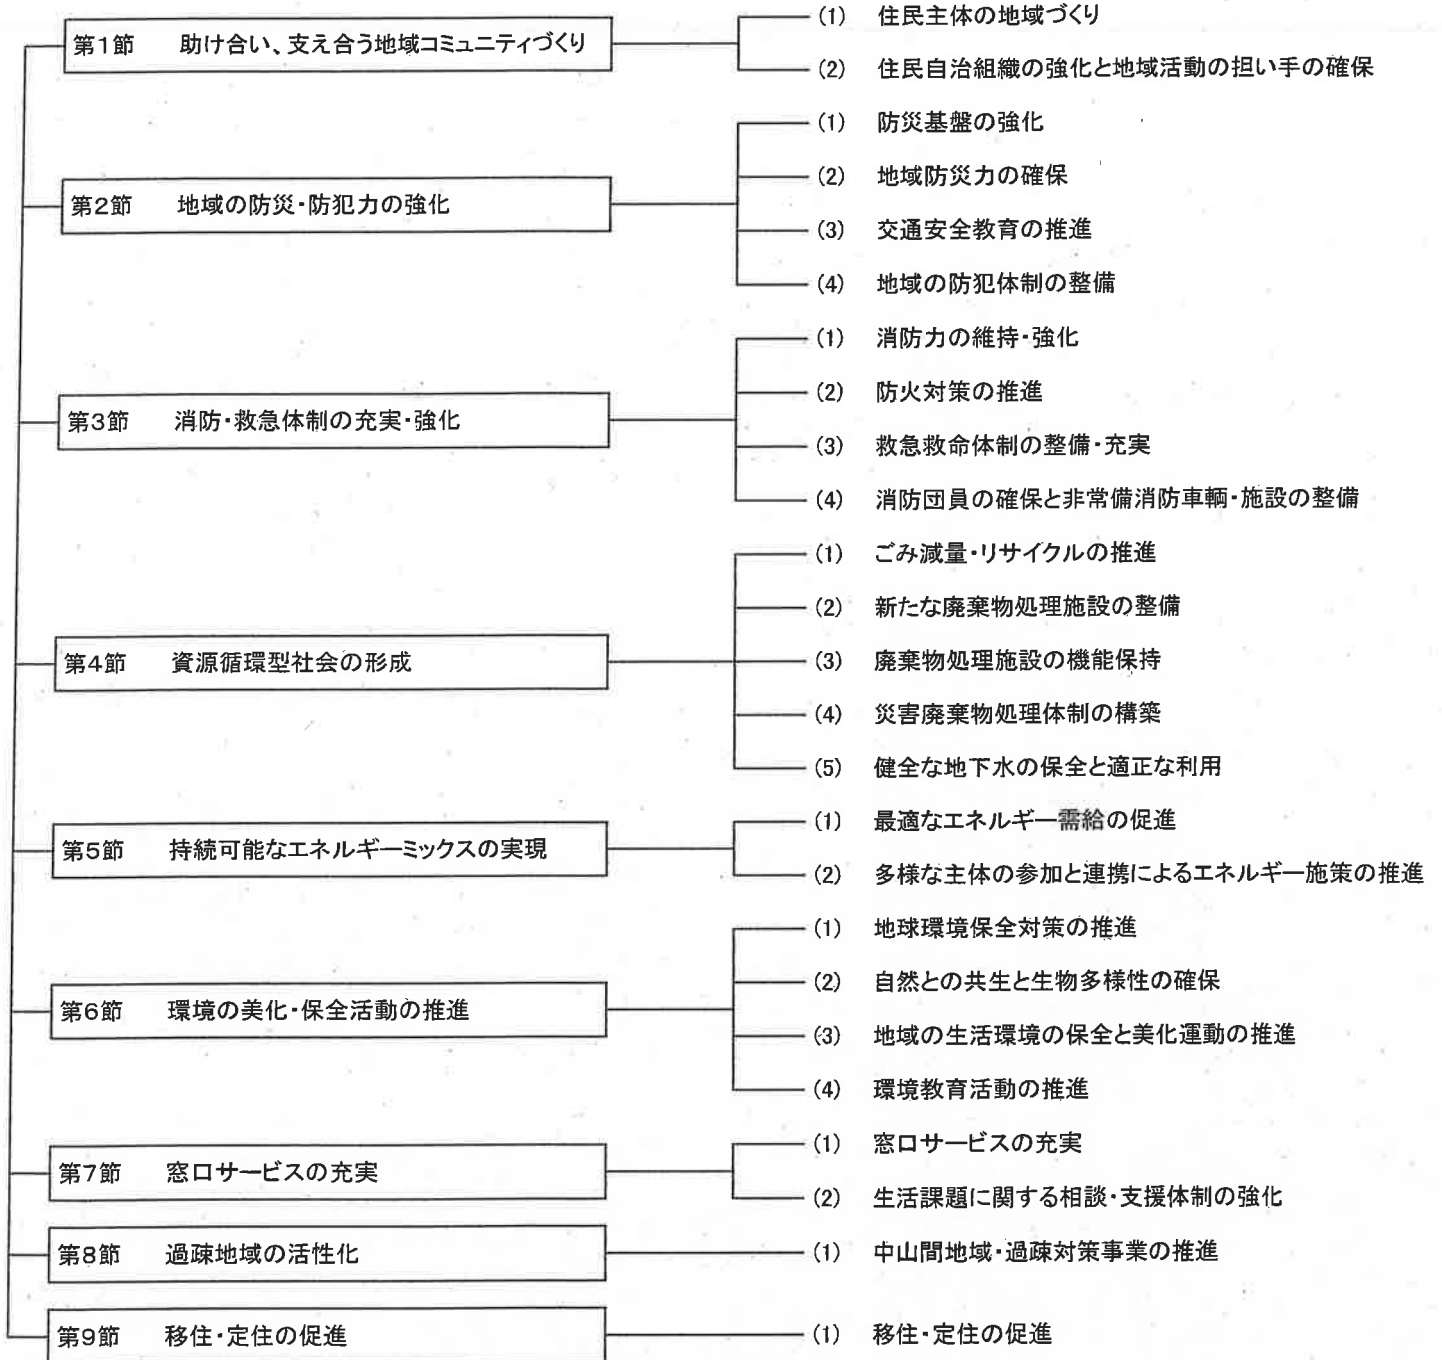 第1節 助け合い、支え合う地域コミュニティづくり
(1) 住民主体の地域づくり
(2) 住民自治組織の強化と地域活動の担い手の確保
第2節 地域の防災・防犯力の強化
(1) 防災基盤の強化
(2) 地域防災力の確保
(3) 交通安全教育の推進
(4) 地域の防犯体制の整備
第3節 消防・救急体制の充実・強化
(1) 消防力の維持・強化
(2) 防火対策の推進
(3) 救急救命体制の整備・充実
(4) 消防団員の確保と非常備消防車輌・施設の整備
第4節 資源循環型社会の形成
(1) ごみ減量・リサイクルの推進
(2) 新たな廃棄物処理施設の整備
(3) 廃棄物処理施設の機能保持
(4) 災害廃棄物処理体制の構築
(5) 健全な地下水の保全と適正な利用
第5節 持続可能なエネルギーミックスの実現
(1) 最適なエネルギー需給の促進
(2) 多様な主体の参加と連携によるエネルギー施策の推進
第6節 環境の美化・保全活動の推進
(1) 地球環境保全対策の推進
(2) 自然との共生と生物多様性の確保
(3) 地域の生活環境の保全と美化運動の推進
(4) 環境教育活動の推進
第7節 窓口サービスの充実
(1) 窓口サービスの充実
(2) 生活課題に関する相談・支援体制の強化
第8節 過疎地域の活性化
(1) 中山間地域・過疎対策事業の推進
第9節 移住・定住の促進
(1) 移住・定住の促進